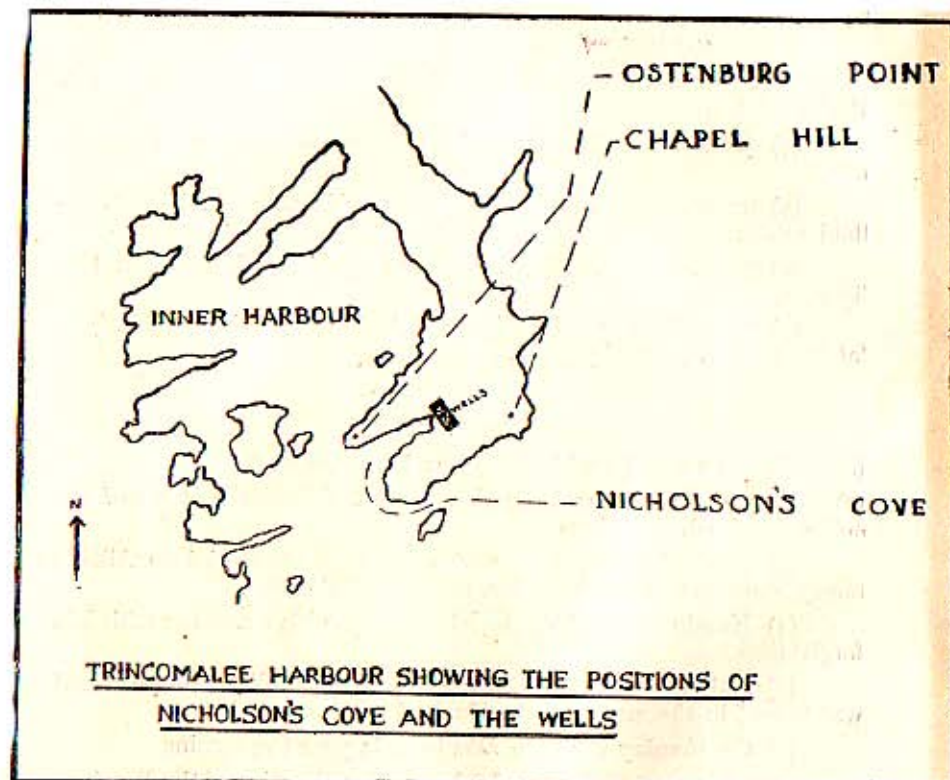 OSTENBURG POINT
CHAPEL HILL
INNER HARBOUR
WELLS
NICHOLSON'S COVE
N
TRINCOMALEE HARBOUR SHOWING THE POSITIONS OF
NICHOLSON'S COVE AND THE WELLS